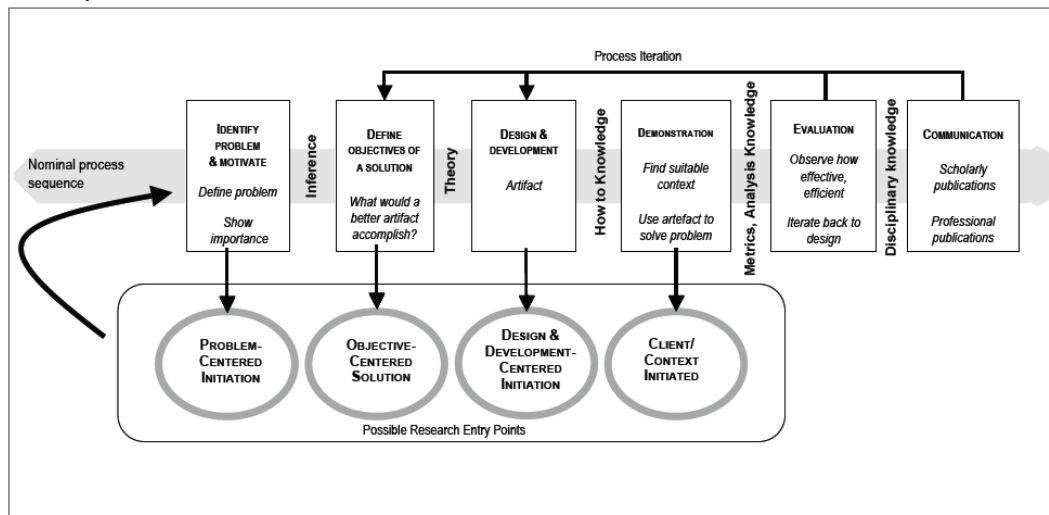 Process Iteration
Nominal process
sequence
IDENTIFY
PROBLEM
& MOTIVATE
Define problem
Show
importance
Inference
DEFINE
OBJECTIVES OF
A SOLUTION
What would a
better artifact
accomplish?
Theory
DESIGN &
DEVELOPMENT
Artifact
How to Knowledge
DEMONSTRATION
Find suitable
context
Use artefact to
solve problem
Metrics, Analysis Knowledge
EVALUATION
Observe how
effective,
efficient
Iterate back to
design
Disciplinary knowledge
COMMUNICATION
Scholarly
publications
Professional
publications
PROBLEM-
CENTERED
INITIATION
OBJECTIVE-
CENTERED
SOLUTION
DESIGN &
DEVELOPMENT-
CENTERED
INITIATION
CLIENT/
CONTEXT
INITIATED
Possible Research Entry Points